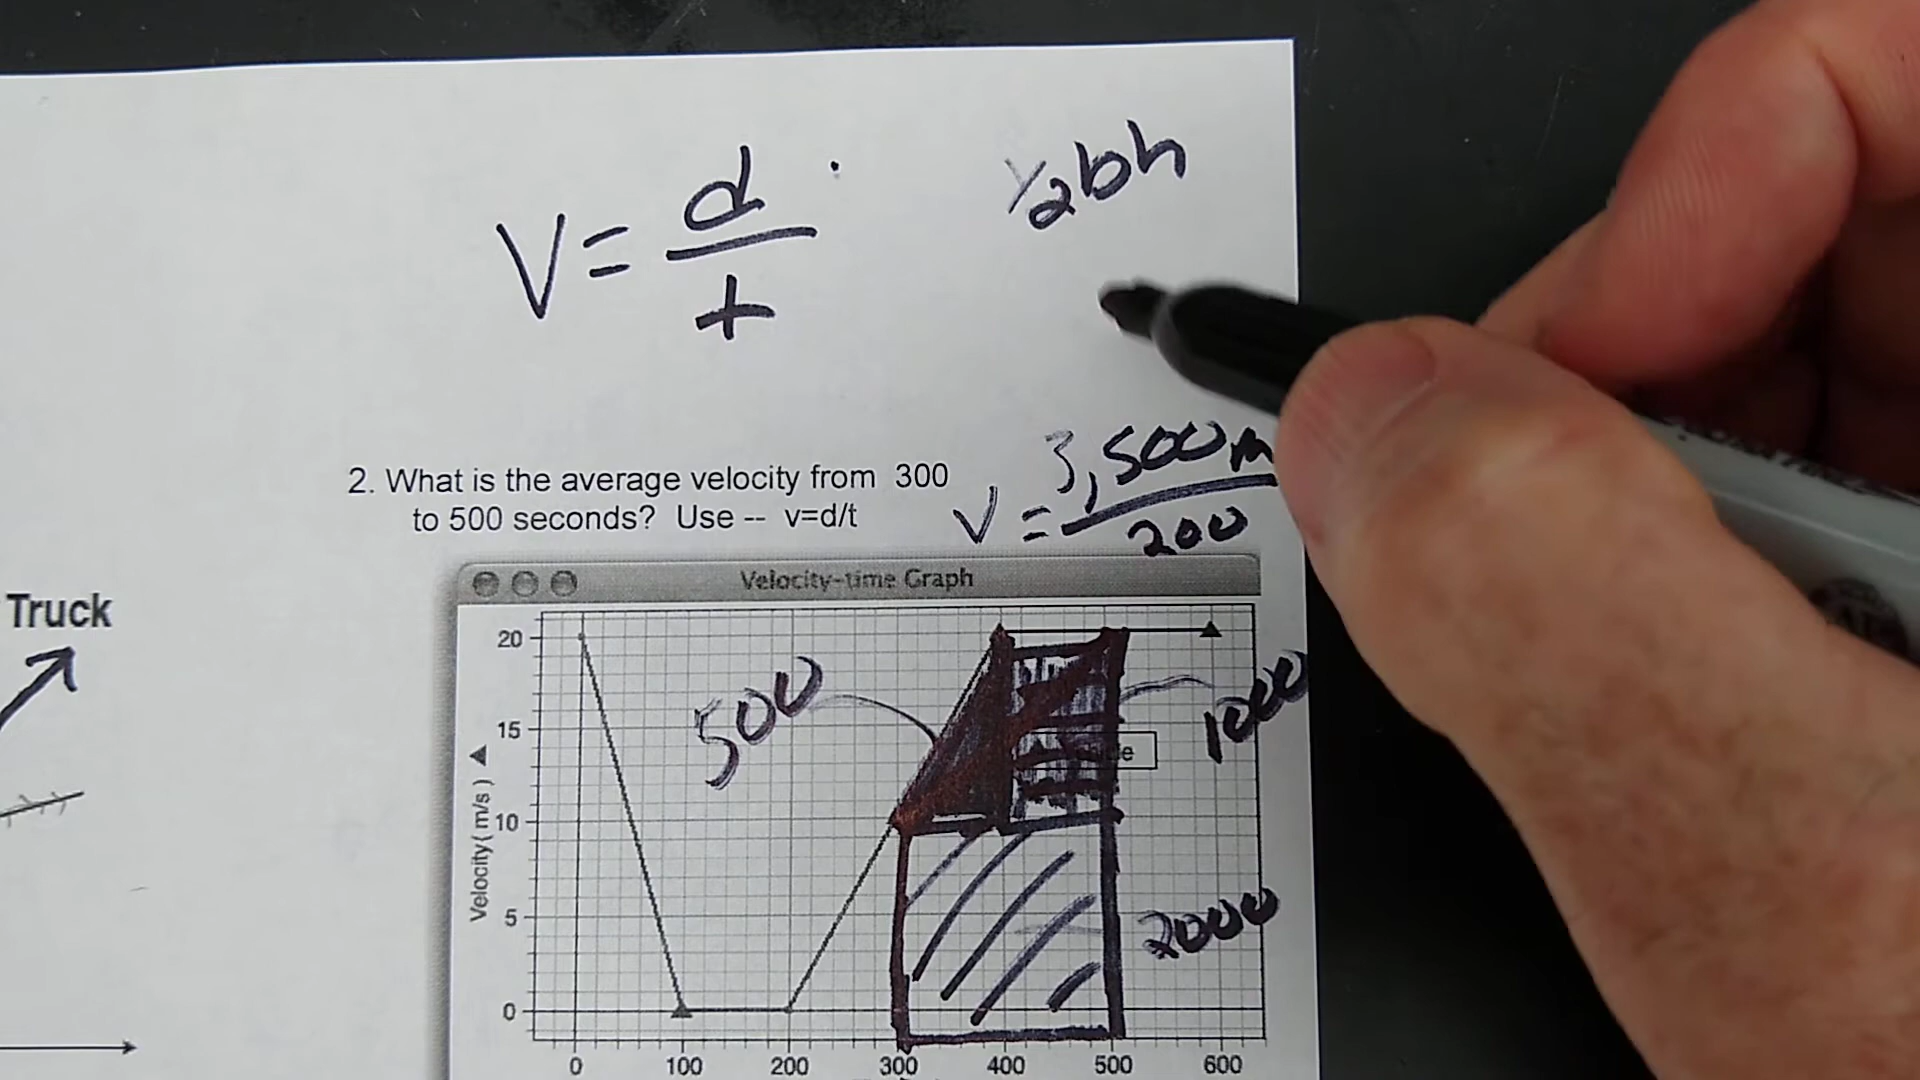 V = d/t
1/2bh
2. What is the average velocity from 300
to 500 seconds? Use -- v=d/t
V = 3,500m/200
Truck
Velocity-time Graph
20
15
10
5
0
Velocity( m/s )
500
1000
2000
0 100 200 300 400 500 600